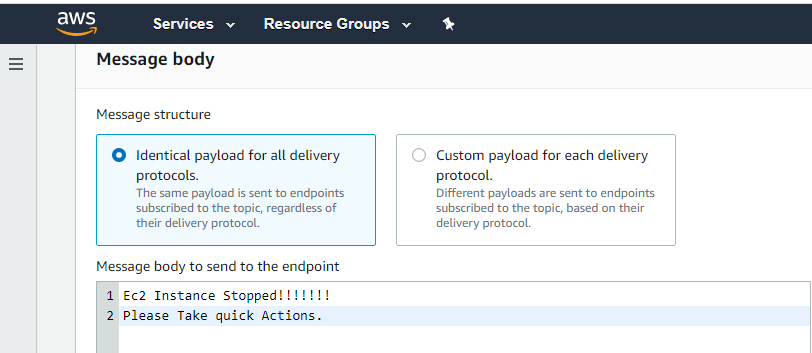 aws Services Resource Groups
Message body
Message structure
Identical payload for all delivery
protocols.
The same payload is sent to endpoints
subscribed to the topic, regardless of
their delivery protocol.
Custom payload for each delivery
protocol.
Different payloads are sent to endpoints
subscribed to the topic, based on their
delivery protocol.
Message body to send to the endpoint
1 Ec2 Instance Stopped!!!!!!!
2 Please Take quick Actions.